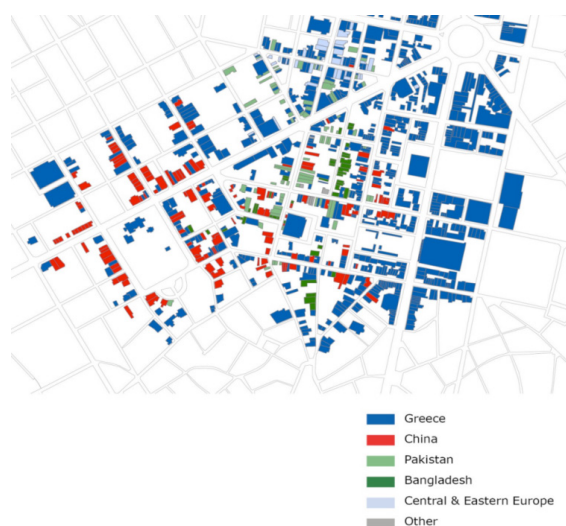 Greece
China
Pakistan
Bangladesh
Central & Eastern Europe
Other